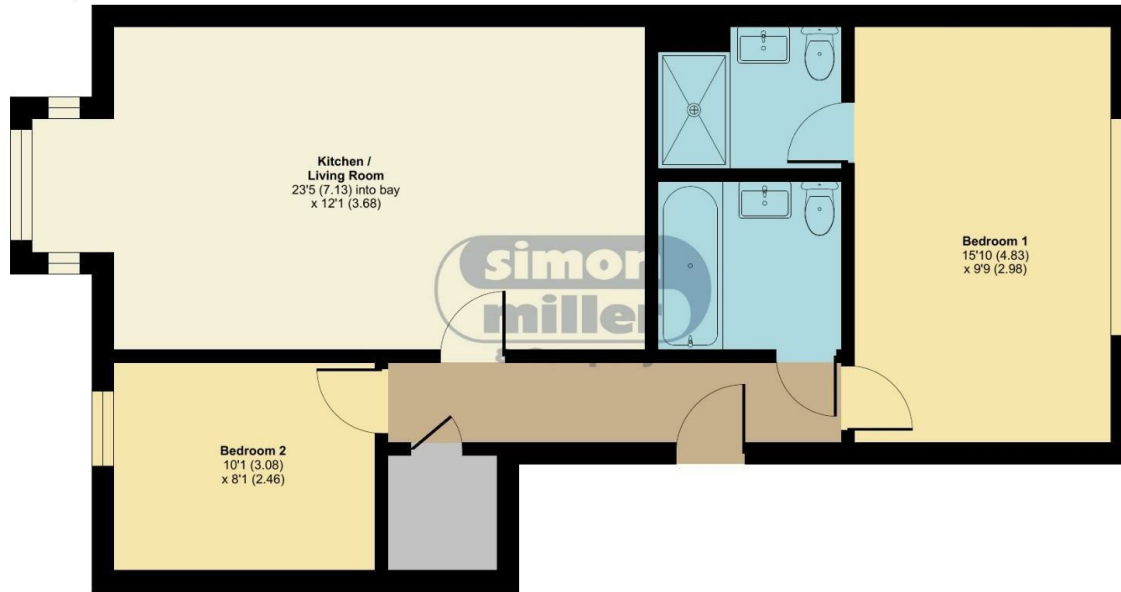 Kitchen /
Living Room
23'5 (7.13) into bay
x 12'1 (3.68)
Bedroom 1
15'10 (4.83)
x 9'9 (2.98)
simon
miller
Bedroom 2
10'1 (3.08)
x 8'1 (2.46)